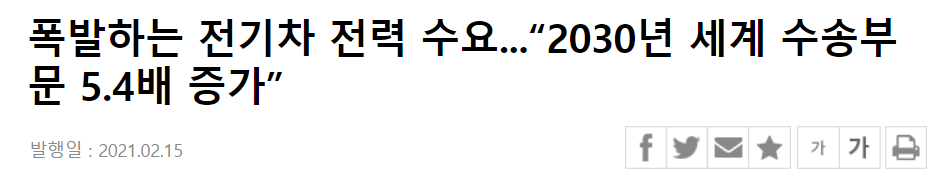 폭발하는 전기차 전력 수요...“2030년 세계 수송부
문 5.4배 증가”
발행일 : 2021.02.15
가 가